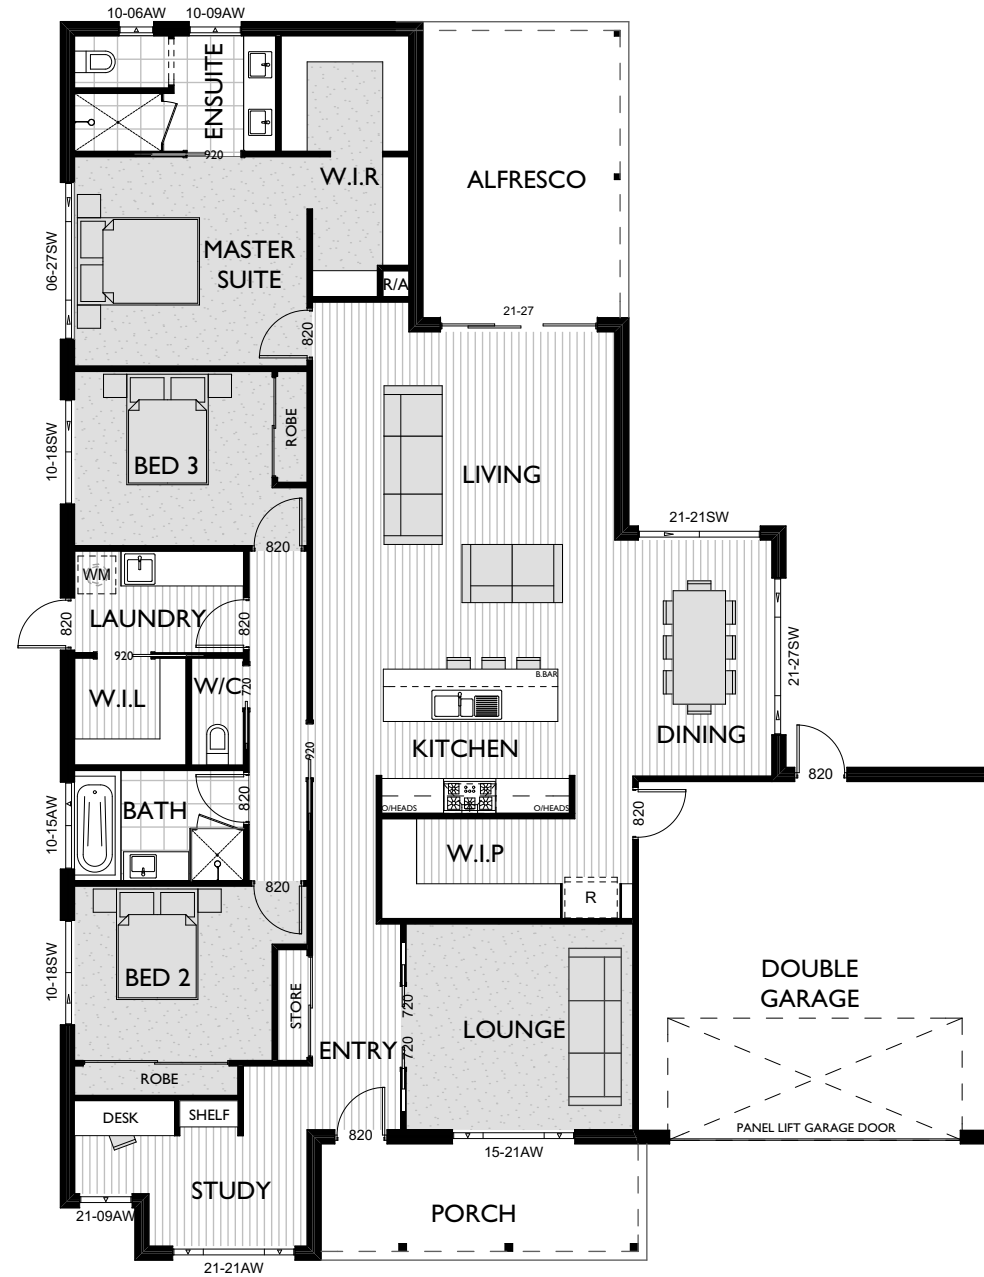 10-06AW
10-09AW
ENSUITE
920
W.I.R
ALFRESCO
06-27SW
MASTER
SUITE
R/A
820
21-27
10-18SW
BED 3
ROBE
LIVING
820
21-21SW
WM
LAUNDRY
820
820
920
W.I.L
W/C
720
B.BAR
21-27SW
KITCHEN
DINING
920
820
10-15AW
BATH
820
O/HEADS
O/HEADS
820
W.I.P
820
R
10-18SW
BED 2
STORE
720
LOUNGE
DOUBLE
GARAGE
ENTRY
720
ROBE
DESK
SHELF
820
PANEL LIFT GARAGE DOOR
15-21AW
STUDY
PORCH
21-09AW
21-21AW